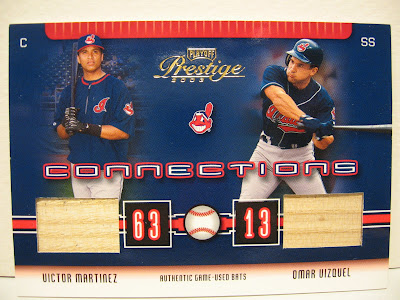 C
SS
PLAYOFF
Prestige
2003
CONNECTIONS
63
13
VICTOR MARTINEZ
AUTHENTIC GAME-USED BATS
OMAR VIZQUEL